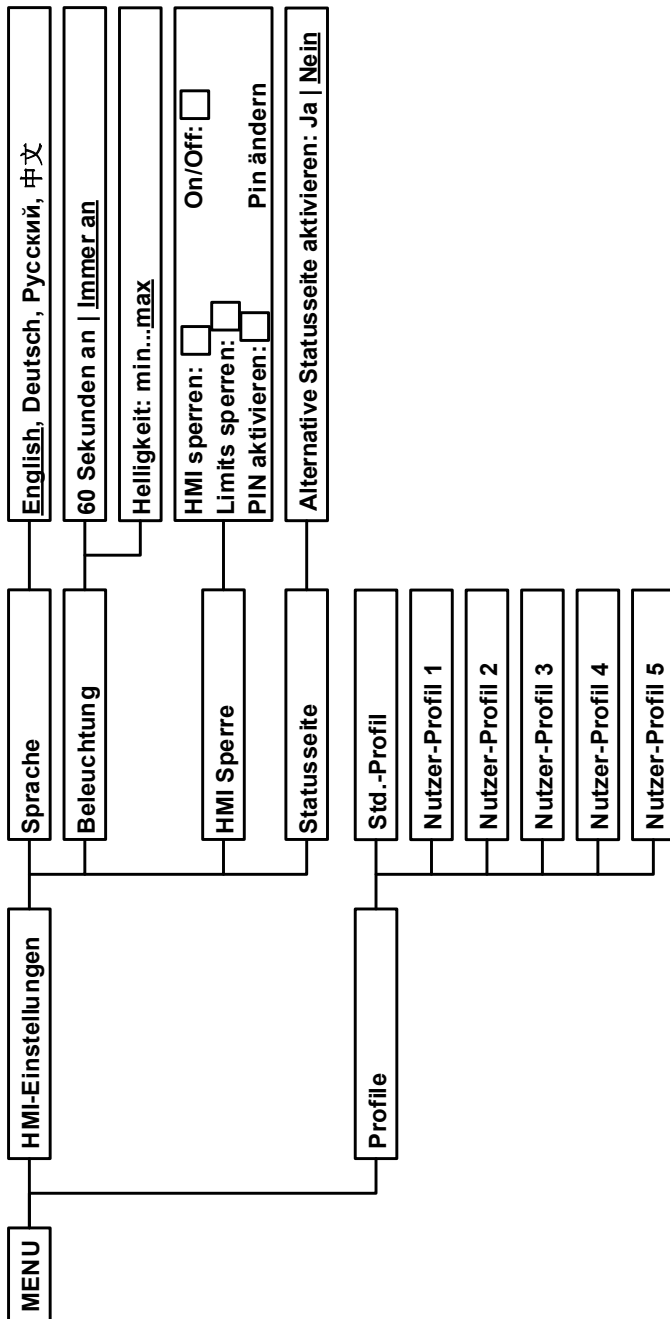 MENU
HMI-Einstellungen
Sprache
English, Deutsch, Русский, 中文
Beleuchtung
60 Sekunden an | Immer an
Helligkeit: min...max
HMI Sperre
HMI sperren: On/Off:
Limits sperren:
PIN aktivieren: Pin ändern
Statusseite
Alternative Statusseite aktivieren: Ja | Nein
Profile
Std.-Profil
Nutzer-Profil 1
Nutzer-Profil 2
Nutzer-Profil 3
Nutzer-Profil 4
Nutzer-Profil 5